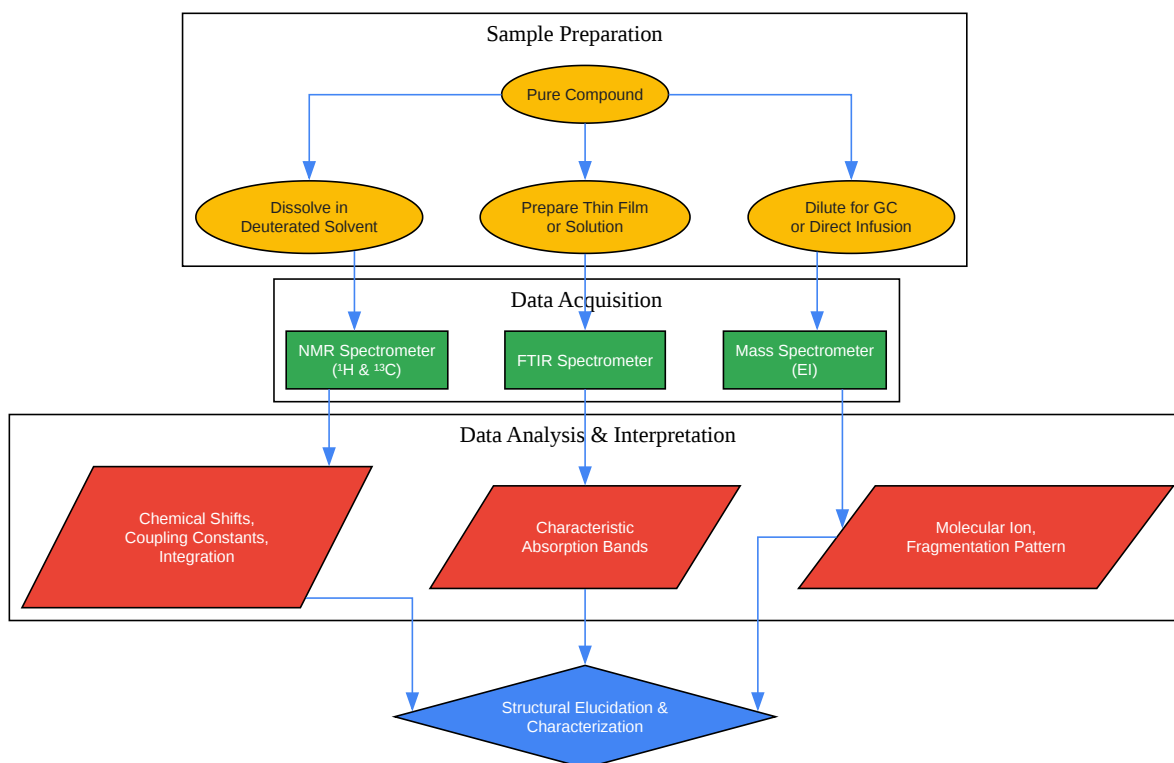 Sample Preparation
Pure Compound
Dissolve in
Deuterated Solvent
Prepare Thin Film
or Solution
Dilute for GC
or Direct Infusion
Data Acquisition
NMR Spectrometer
(¹H & ¹³C)
FTIR Spectrometer
Mass Spectrometer
(EI)
Data Analysis & Interpretation
Chemical Shifts,
Coupling Constants,
Integration
Characteristic
Absorption Bands
Molecular Ion,
Fragmentation Pattern
Structural Elucidation &
Characterization